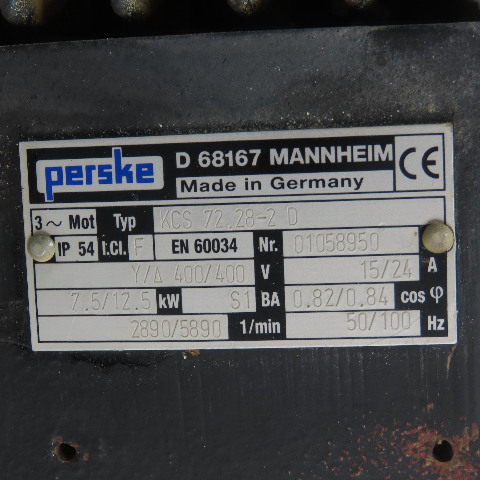 perske D 68167 MANNHEIM CE
Made in Germany
3~ Mot Typ KCS 72.28-2 D
IP 54 I.Cl. F EN 60034 Nr. 01058950
Y/Δ 400/400 V 15/24 A
7.5/12.5 kW S1 BA 0.82/0.84 cos φ
2890/5890 1/min 50/100 Hz